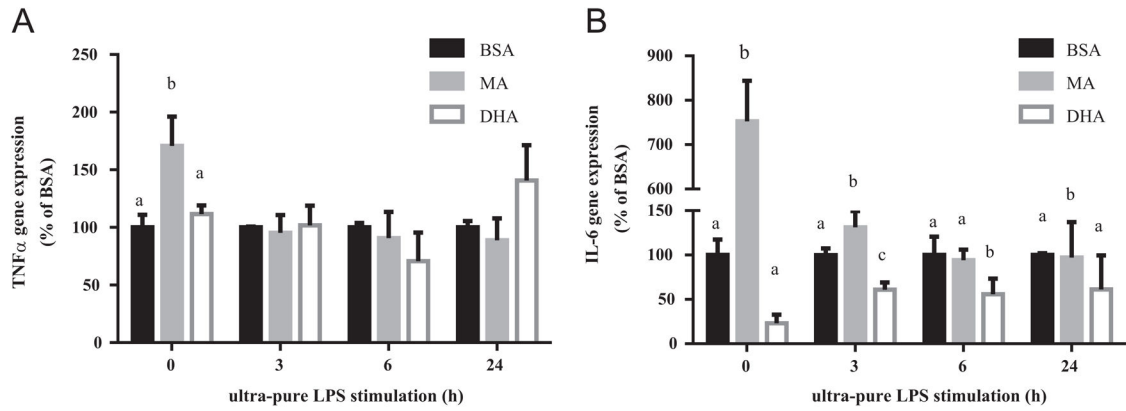 A
TNFα gene expression
(% of BSA)
250
200
150
100
50
0
BSA
MA
DHA
a
b
a
0
3
6
24
ultra-pure LPS stimulation (h)
B
IL-6 gene expression
(% of BSA)
900
800
700
600
150
100
50
0
BSA
MA
DHA
a
b
a
a
b
c
a
a
b
a
b
a
0
3
6
24
ultra-pure LPS stimulation (h)